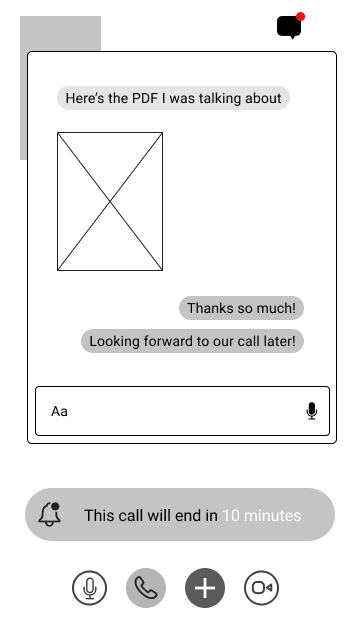 Here’s the PDF I was talking about
Thanks so much!
Looking forward to our call later!
Aa
This call will end in 10 minutes